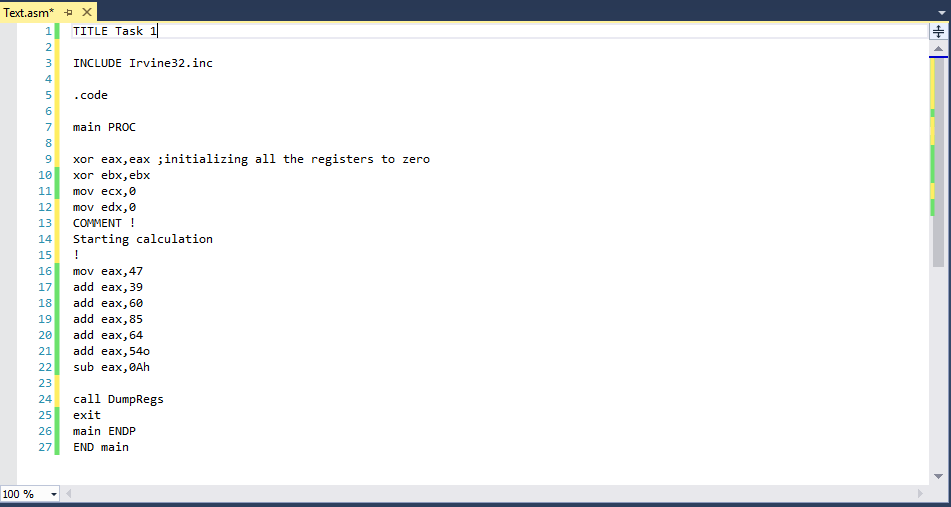 Text.asm*
1 TITLE Task 1
2
3 INCLUDE Irvine32.inc
4
5 .code
6
7 main PROC
8
9 xor eax,eax ;initializing all the registers to zero
10 xor ebx,ebx
11 mov ecx,0
12 mov edx,0
13 COMMENT !
14 Starting calculation
15 !
16 mov eax,47
17 add eax,39
18 add eax,60
19 add eax,85
20 add eax,64
21 add eax,54o
22 sub eax,0Ah
23
24 call DumpRegs
25 exit
26 main ENDP
27 END main
100 %